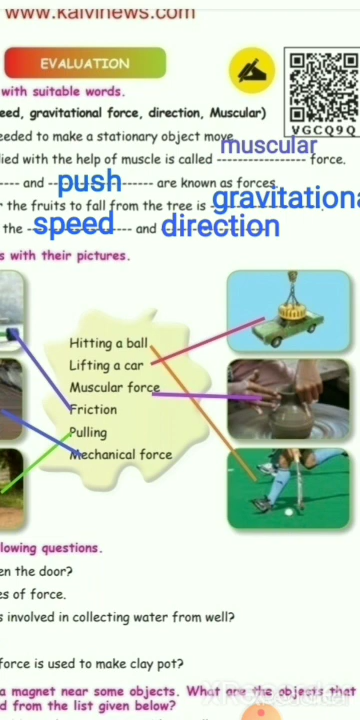 www.kalvinews.com
EVALUATION
VGCQ9Q
with suitable words.
eed, gravitational force, direction, Muscular)
eeded to make a stationary object move.
muscular
lied with the help of muscle is called ------------------ force.
---- and --push------ are known as forces
r the fruits to fall from the tree is gravitationa
the --speed---- and direction
s with their pictures.
Hitting a ball
Lifting a car
Muscular force
Friction
Pulling
Mechanical force
lowing questions.
en the door?
es of force.
s involved in collecting water from well?
force is used to make clay pot?
a magnet near some objects. What are the objects that
d from the list given below?